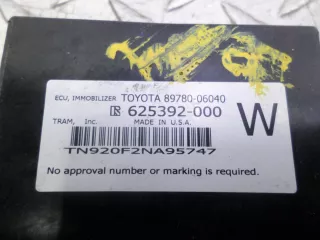 ECU, IMMOBILIZER TOYOTA 89780-06040
625392-000
W
TRAM, Inc. MADE IN U.S.A.
TN920F2NA95747
No approval number or marking is required.